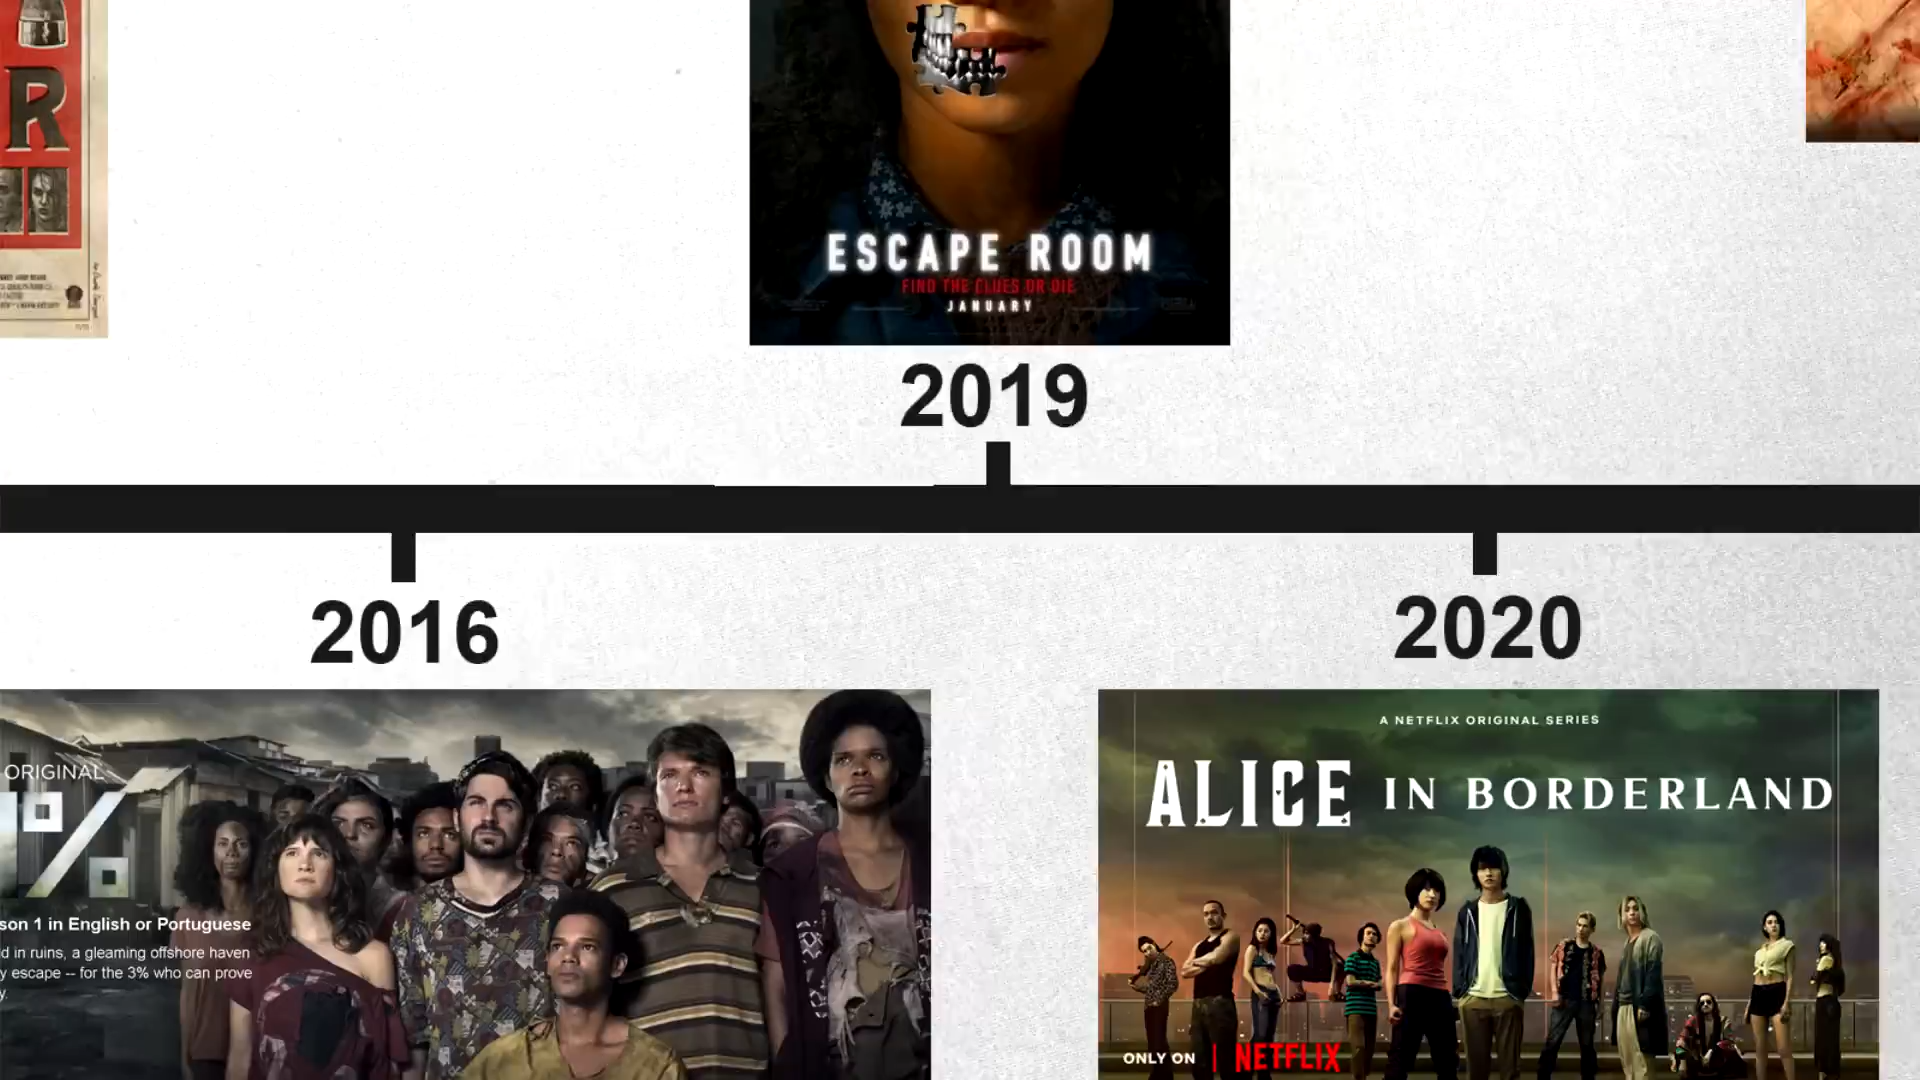 R
ESCAPE ROOM
FIND THE CLUES OR DIE
JANUARY
2019
2016
2020
ORIGINAL
%
son 1 in English or Portuguese
d in ruins, a gleaming offshore haven
y escape -- for the 3% who can prove
y.
A NETFLIX ORIGINAL SERIES
ALICE IN BORDERLAND
ONLY ON | NETFLIX